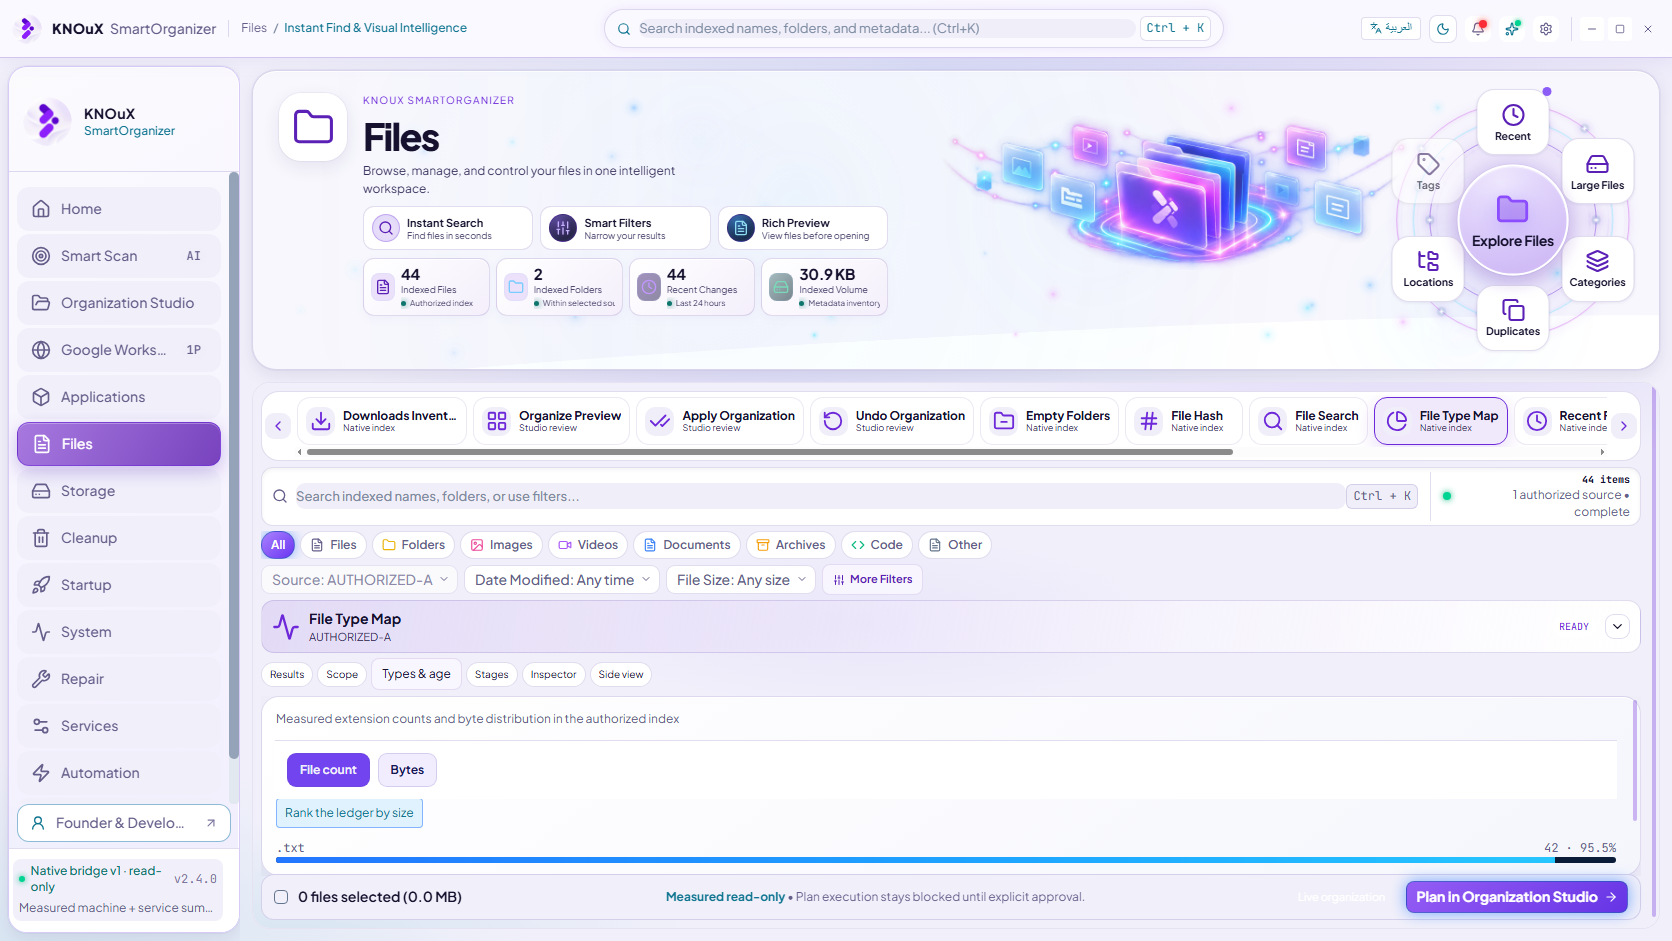 KNOuX SmartOrganizer
Files / Instant Find & Visual Intelligence
Search indexed names, folders, and metadata... (Ctrl+K)
Ctrl + K
العربية
KNOuX
SmartOrganizer
Home
Smart Scan AI
Organization Studio
Google Works... 1P
Applications
Files
Storage
Cleanup
Startup
System
Repair
Services
Automation
Founder & Develo...
Native bridge v1 · read-only
v2.4.0
Measured machine + service sum...
KNOUX SMARTORGANIZER
Files
Browse, manage, and control your files in one intelligent
workspace.
Instant Search
Find files in seconds
Smart Filters
Narrow your results
Rich Preview
View files before opening
44
Indexed Files
Authorized index
2
Indexed Folders
Within selected sou
44
Recent Changes
Last 24 hours
30.9 KB
Indexed Volume
Metadata inventory
Recent
Tags
Large Files
Explore Files
Locations
Categories
Duplicates
Downloads Invent...
Native index
Organize Preview
Studio review
Apply Organization
Studio review
Undo Organization
Studio review
Empty Folders
Native index
File Hash
Native index
File Search
Native index
File Type Map
Native index
Recent F
Native inde
Search indexed names, folders, or use filters...
Ctrl + K
44 items
1 authorized source •
complete
All
Files
Folders
Images
Videos
Documents
Archives
Code
Other
Source: AUTHORIZED-A
Date Modified: Any time
File Size: Any size
More Filters
File Type Map
AUTHORIZED-A
READY
Results
Scope
Types & age
Stages
Inspector
Side view
Measured extension counts and byte distribution in the authorized index
File count
Bytes
Rank the ledger by size
.txt
42 · 95.5%
0 files selected (0.0 MB)
Measured read-only • Plan execution stays blocked until explicit approval.
Live organization
Plan in Organization Studio